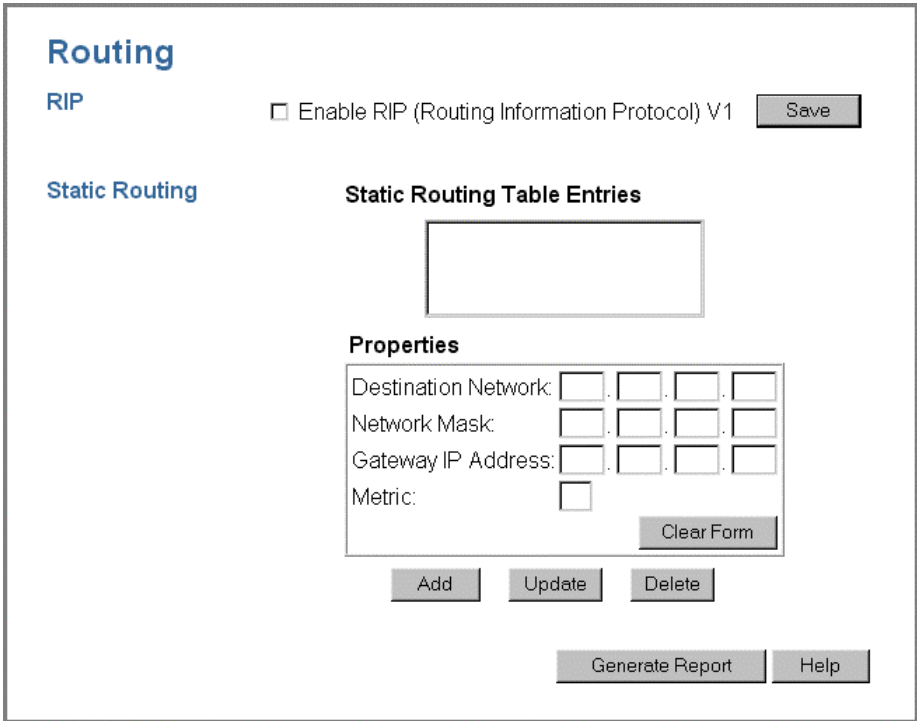 Routing
RIP
Enable RIP (Routing Information Protocol) V1
Save
Static Routing
Static Routing Table Entries
Properties
Destination Network: . . .
Network Mask: . . .
Gateway IP Address: . . .
Metric:
Clear Form
Add
Update
Delete
Generate Report
Help